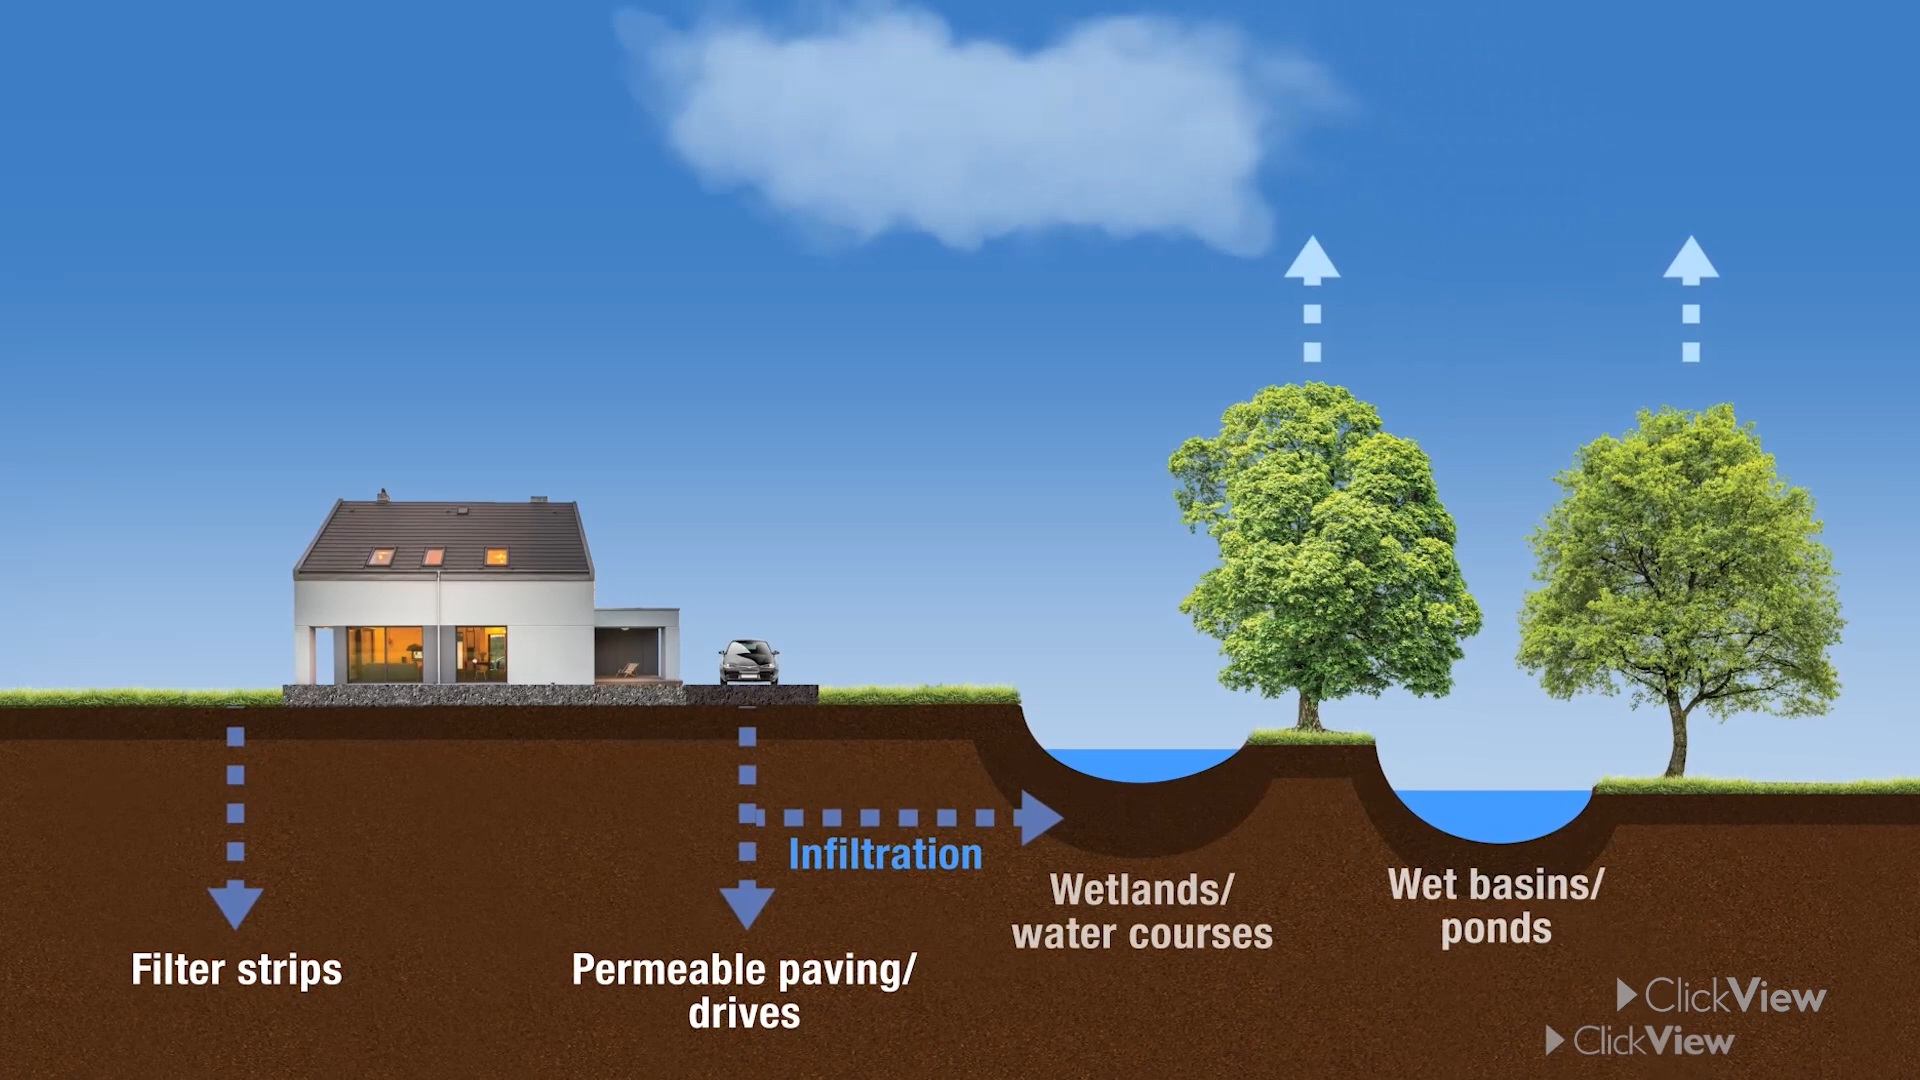 Infiltration
Wetlands/
water courses
Wet basins/
ponds
Filter strips
Permeable paving/
drives
ClickView
ClickView